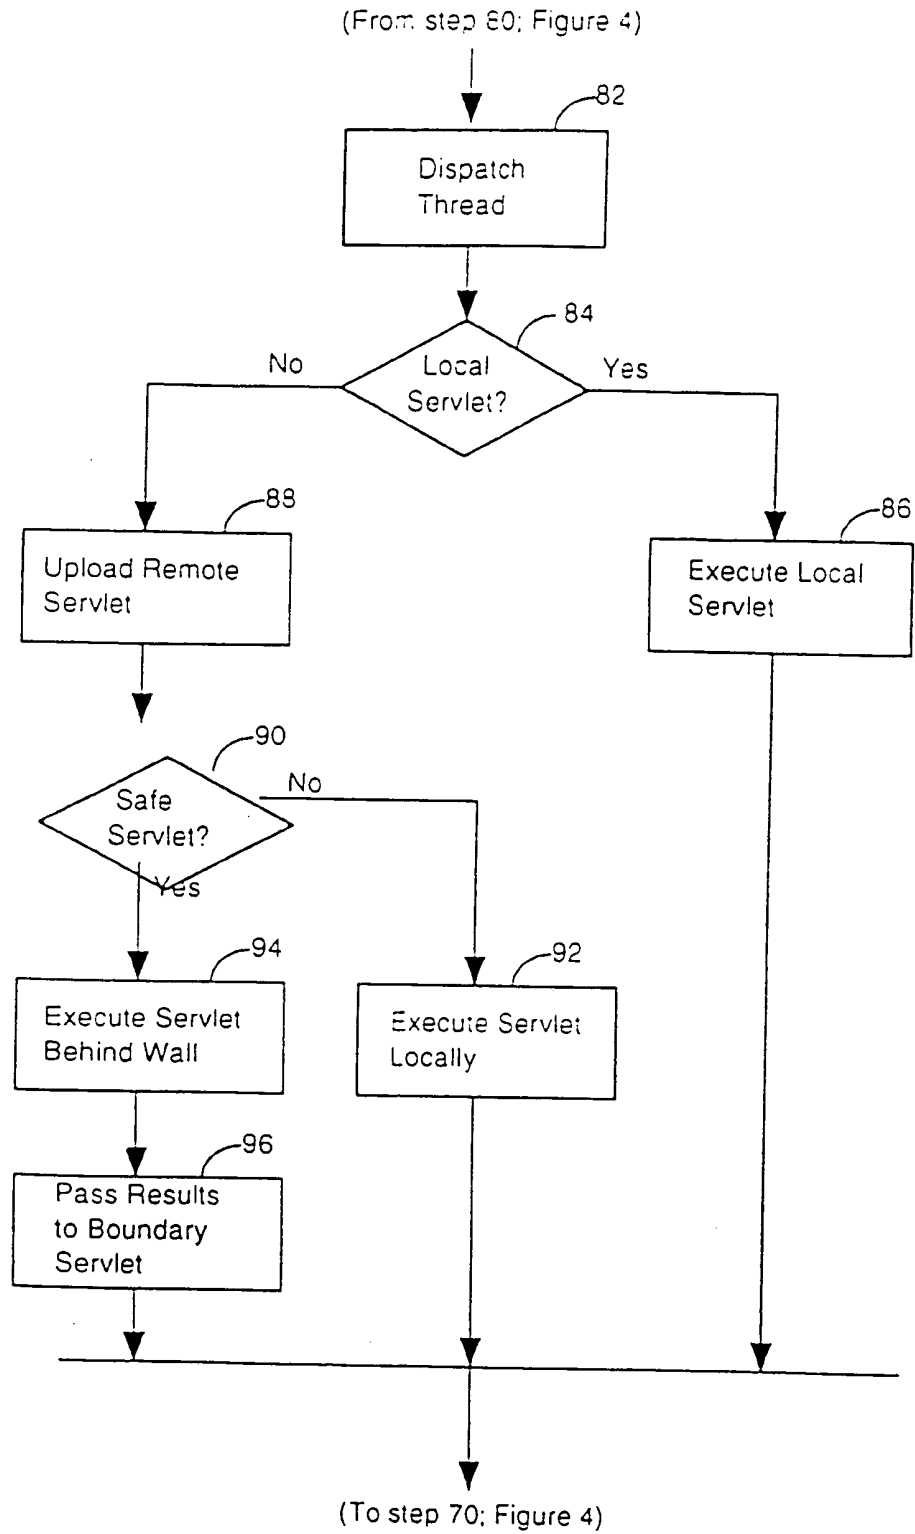 (From step 80; Figure 4)
82
Dispatch
Thread
84
Local
Servlet?
No
Yes
88
86
Upload Remote
Servlet
Execute Local
Servlet
90
No
Safe
Servlet?
Yes
94
92
Execute Servlet
Behind Wall
Execute Servlet
Locally
96
Pass Results
to Boundary
Servlet
(To step 70; Figure 4)